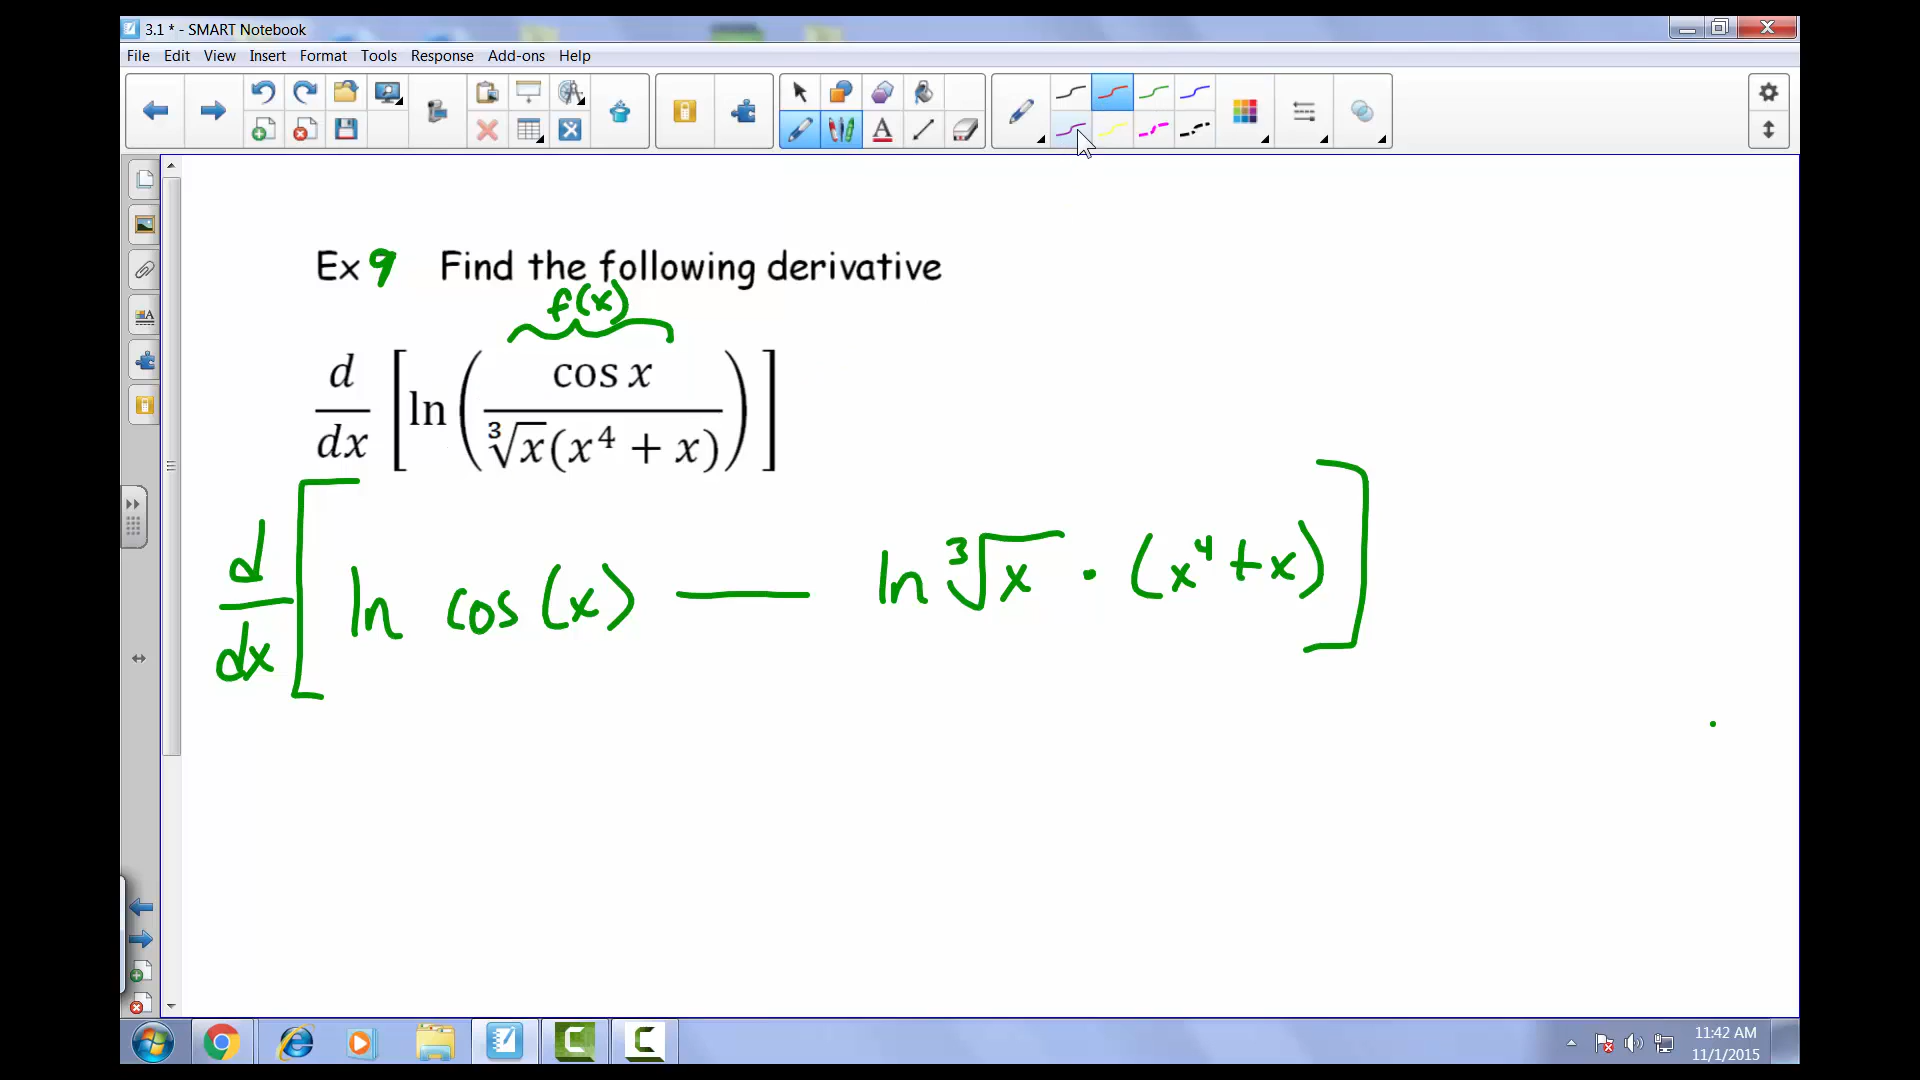 3.1 * - SMART Notebook
File Edit View Insert Format Tools Response Add-ons Help
Ex 9 Find the following derivative
f(x)
d/dx [ln(cos x / ∛x(x⁴ + x))]
d/dx [ln cos(x) — ln ∛x · (x⁴+x)]
11:42 AM
11/1/2015